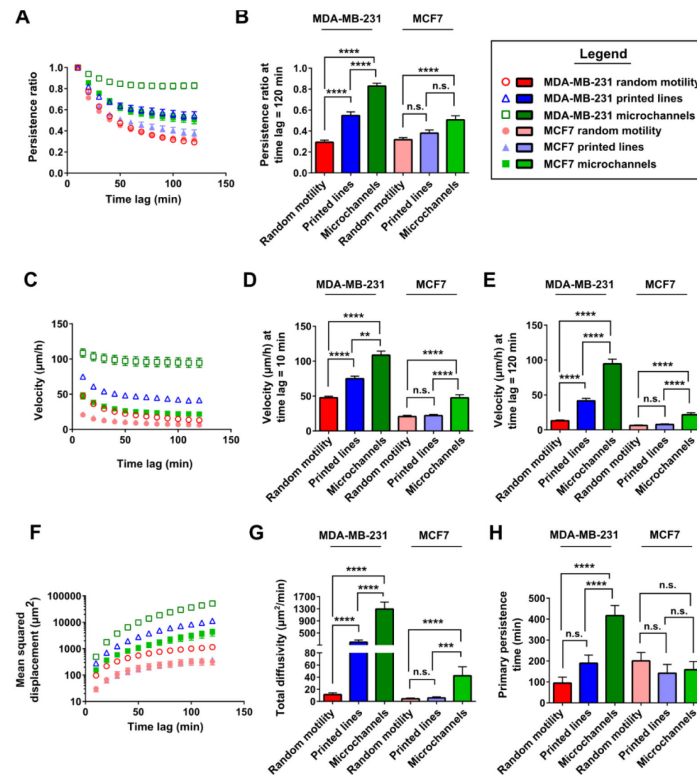 A
Persistence ratio
1.0
0.8
0.6
0.4
0.2
0.0
0
50
100
150
Time lag (min)
B
MDA-MB-231
MCF7
Persistence ratio at
time lag = 120 min
1.0
0.8
0.6
0.4
0.2
0.0
****
****
****
****
n.s.
n.s.
Random motility
Printed lines
Microchannels
Random motility
Printed lines
Microchannels
Legend
MDA-MB-231 random motility
MDA-MB-231 printed lines
MDA-MB-231 microchannels
MCF7 random motility
MCF7 printed lines
MCF7 microchannels
C
Velocity (µm/h)
150
100
50
0
0
50
100
150
Time lag (min)
D
MDA-MB-231
MCF7
Velocity (µm/h) at
time lag = 10 min
150
100
50
0
****
****
**
****
n.s.
****
Random motility
Printed lines
Microchannels
Random motility
Printed lines
Microchannels
E
MDA-MB-231
MCF7
Velocity (µm/h) at
time lag = 120 min
150
100
50
0
****
****
****
****
n.s.
****
Random motility
Printed lines
Microchannels
Random motility
Printed lines
Microchannels
F
Mean squared
displacement (µm²)
100000
10000
1000
100
10
0
50
100
150
Time lag (min)
G
MDA-MB-231
MCF7
Total diffusivity (µm²/min)
1700
1300
900
500
80
60
40
20
0
****
****
****
****
n.s.
***
Random motility
Printed lines
Microchannels
Random motility
Printed lines
Microchannels
H
MDA-MB-231
MCF7
Primary persistence
time (min)
500
400
300
200
100
0
****
n.s.
****
n.s.
n.s.
n.s.
Random motility
Printed lines
Microchannels
Random motility
Printed lines
Microchannels